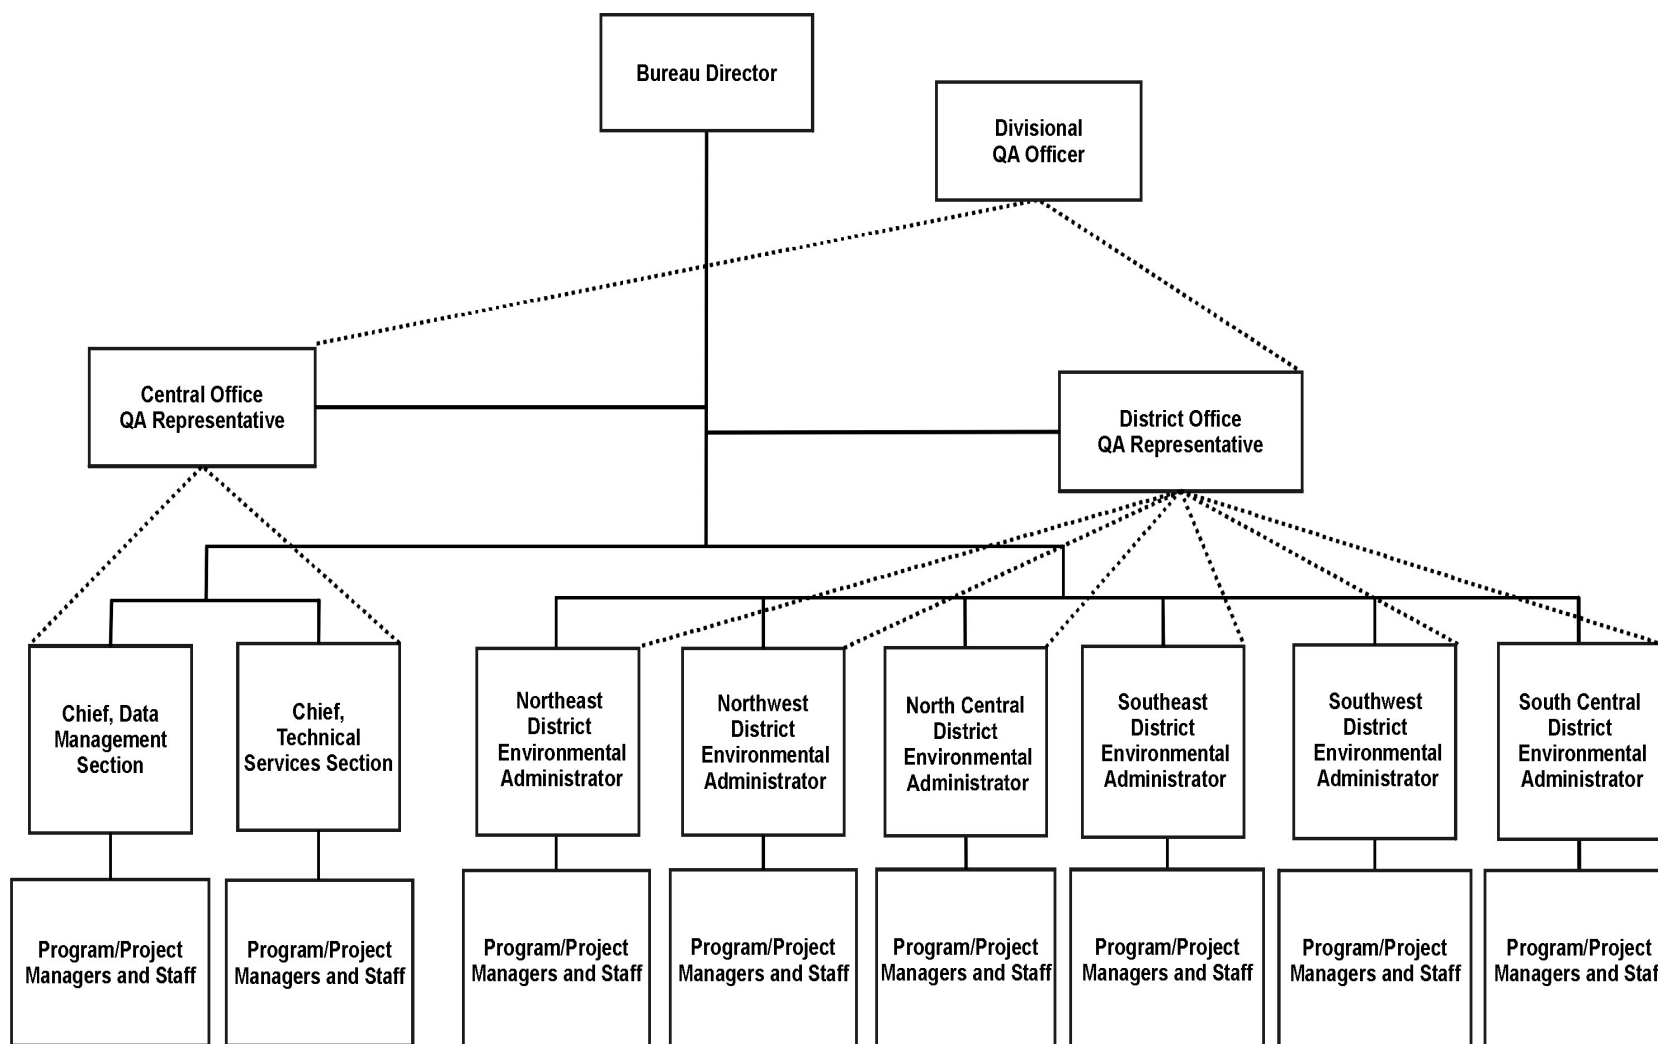 Bureau Director
Divisional
QA Officer
Central Office
QA Representative
District Office
QA Representative
Chief, Data
Management
Section
Chief,
Technical
Services Section
Northeast
District
Environmental
Administrator
Northwest
District
Environmental
Administrator
North Central
District
Environmental
Administrator
Southeast
District
Environmental
Administrator
Southwest
District
Environmental
Administrator
South Central
District
Environmental
Administrator
Program/Project
Managers and Staff
Program/Project
Managers and Staff
Program/Project
Managers and Staff
Program/Project
Managers and Staff
Program/Project
Managers and Staff
Program/Project
Managers and Staff
Program/Project
Managers and Staff
Program/Project
Managers and Staff